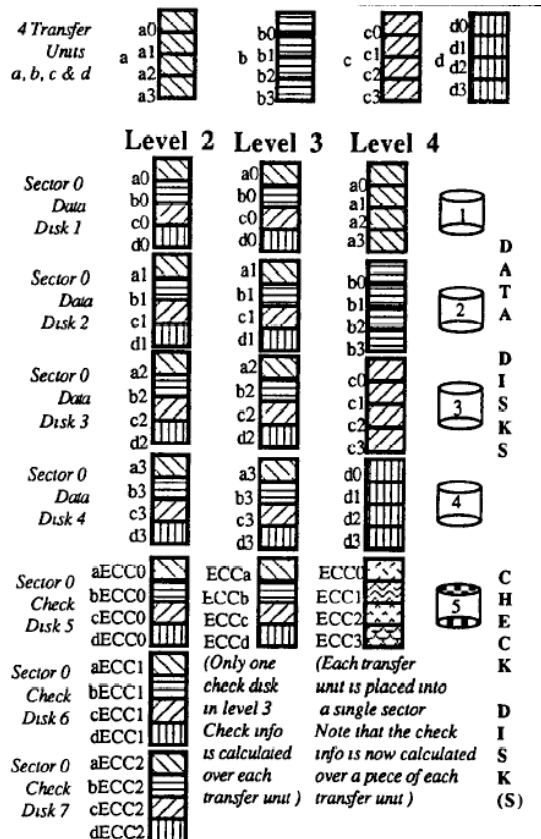 4 Transfer
Units
a, b, c & d
a
a0
a1
a2
a3
b
b0
b1
b2
b3
c
c0
c1
c2
c3
d
d0
d1
d2
d3
Level 2 Level 3 Level 4
Sector 0
Data
Disk 1
a0
b0
c0
d0
a0
b0
c0
d0
a0
a1
a2
a3
1
Sector 0
Data
Disk 2
a1
b1
c1
d1
a1
b1
c1
d1
b0
b1
b2
b3
2
Sector 0
Data
Disk 3
a2
b2
c2
d2
a2
b2
c2
d2
c0
c1
c2
c3
3
Sector 0
Data
Disk 4
a3
b3
c3
d3
a3
b3
c3
d3
d0
d1
d2
d3
4
DATA DISKS
Sector 0
Check
Disk 5
aECC0
bECC0
cECC0
dECC0
ECCa
ECCb
ECCc
ECCd
ECC0
ECC1
ECC2
ECC3
5
Sector 0
Check
Disk 6
aECC1
bECC1
cECC1
dECC1
Sector 0
Check
Disk 7
aECC2
bECC2
cECC2
dECC2
(Only one
check disk
in level 3
Check info
is calculated
over each
transfer unit )
(Each transfer
unit is placed into
a single sector
Note that the check
info is now calculated
over a piece of each
transfer unit )
CHECK DISK(S)